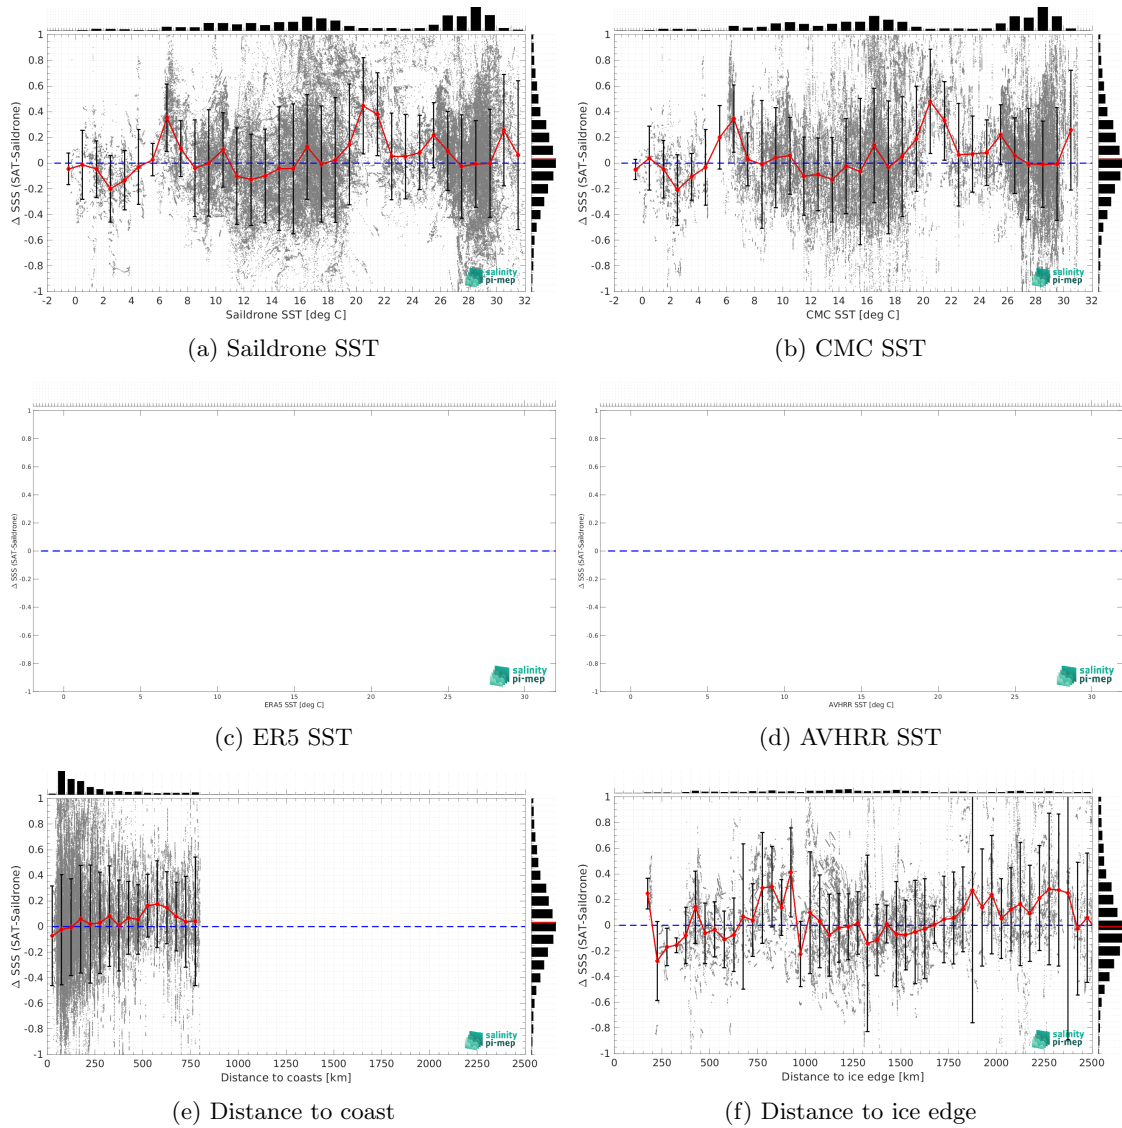 1
0.8
0.6
0.4
0.2
0
-0.2
-0.4
-0.6
-0.8
-1
Δ SSS (SAT-Saildrone)
-2 0 2 4 6 8 10 12 14 16 18 20 22 24 26 28 30 32
Saildrone SST [deg C]
salinity
pi-mep
(a) Saildrone SST
1
0.8
0.6
0.4
0.2
0
-0.2
-0.4
-0.6
-0.8
-1
Δ SSS (SAT-Saildrone)
-2 0 2 4 6 8 10 12 14 16 18 20 22 24 26 28 30 32
CMC SST [deg C]
salinity
pi-mep
(b) CMC SST
1
0.8
0.6
0.4
0.2
0
-0.2
-0.4
-0.6
-0.8
-1
Δ SSS (SAT-Saildrone)
0 5 10 15 20 25 30
ERA5 SST [deg C]
salinity
pi-mep
(c) ER5 SST
1
0.8
0.6
0.4
0.2
0
-0.2
-0.4
-0.6
-0.8
-1
Δ SSS (SAT-Saildrone)
0 5 10 15 20 25 30
AVHRR SST [deg C]
salinity
pi-mep
(d) AVHRR SST
1
0.8
0.6
0.4
0.2
0
-0.2
-0.4
-0.6
-0.8
-1
Δ SSS (SAT-Saildrone)
0 250 500 750 1000 1250 1500 1750 2000 2250 2500
Distance to coasts [km]
salinity
pi-mep
(e) Distance to coast
1
0.8
0.6
0.4
0.2
0
-0.2
-0.4
-0.6
-0.8
-1
Δ SSS (SAT-Saildrone)
0 250 500 750 1000 1250 1500 1750 2000 2250 2500
Distance to ice edge [km]
salinity
pi-mep
(f) Distance to ice edge